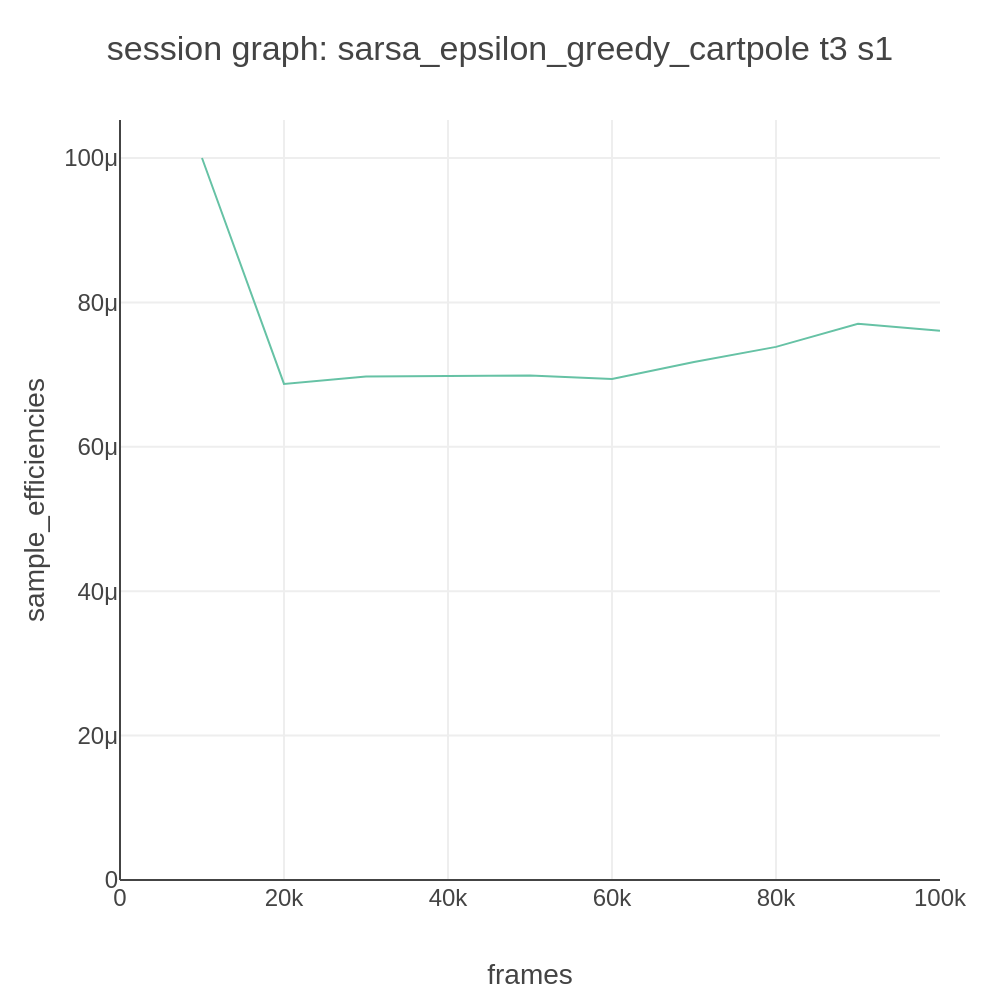 session graph: sarsa_epsilon_greedy_cartpole t3 s1
100μ
80μ
60μ
40μ
20μ
0
sample_efficiencies
0 20k 40k 60k 80k 100k
frames